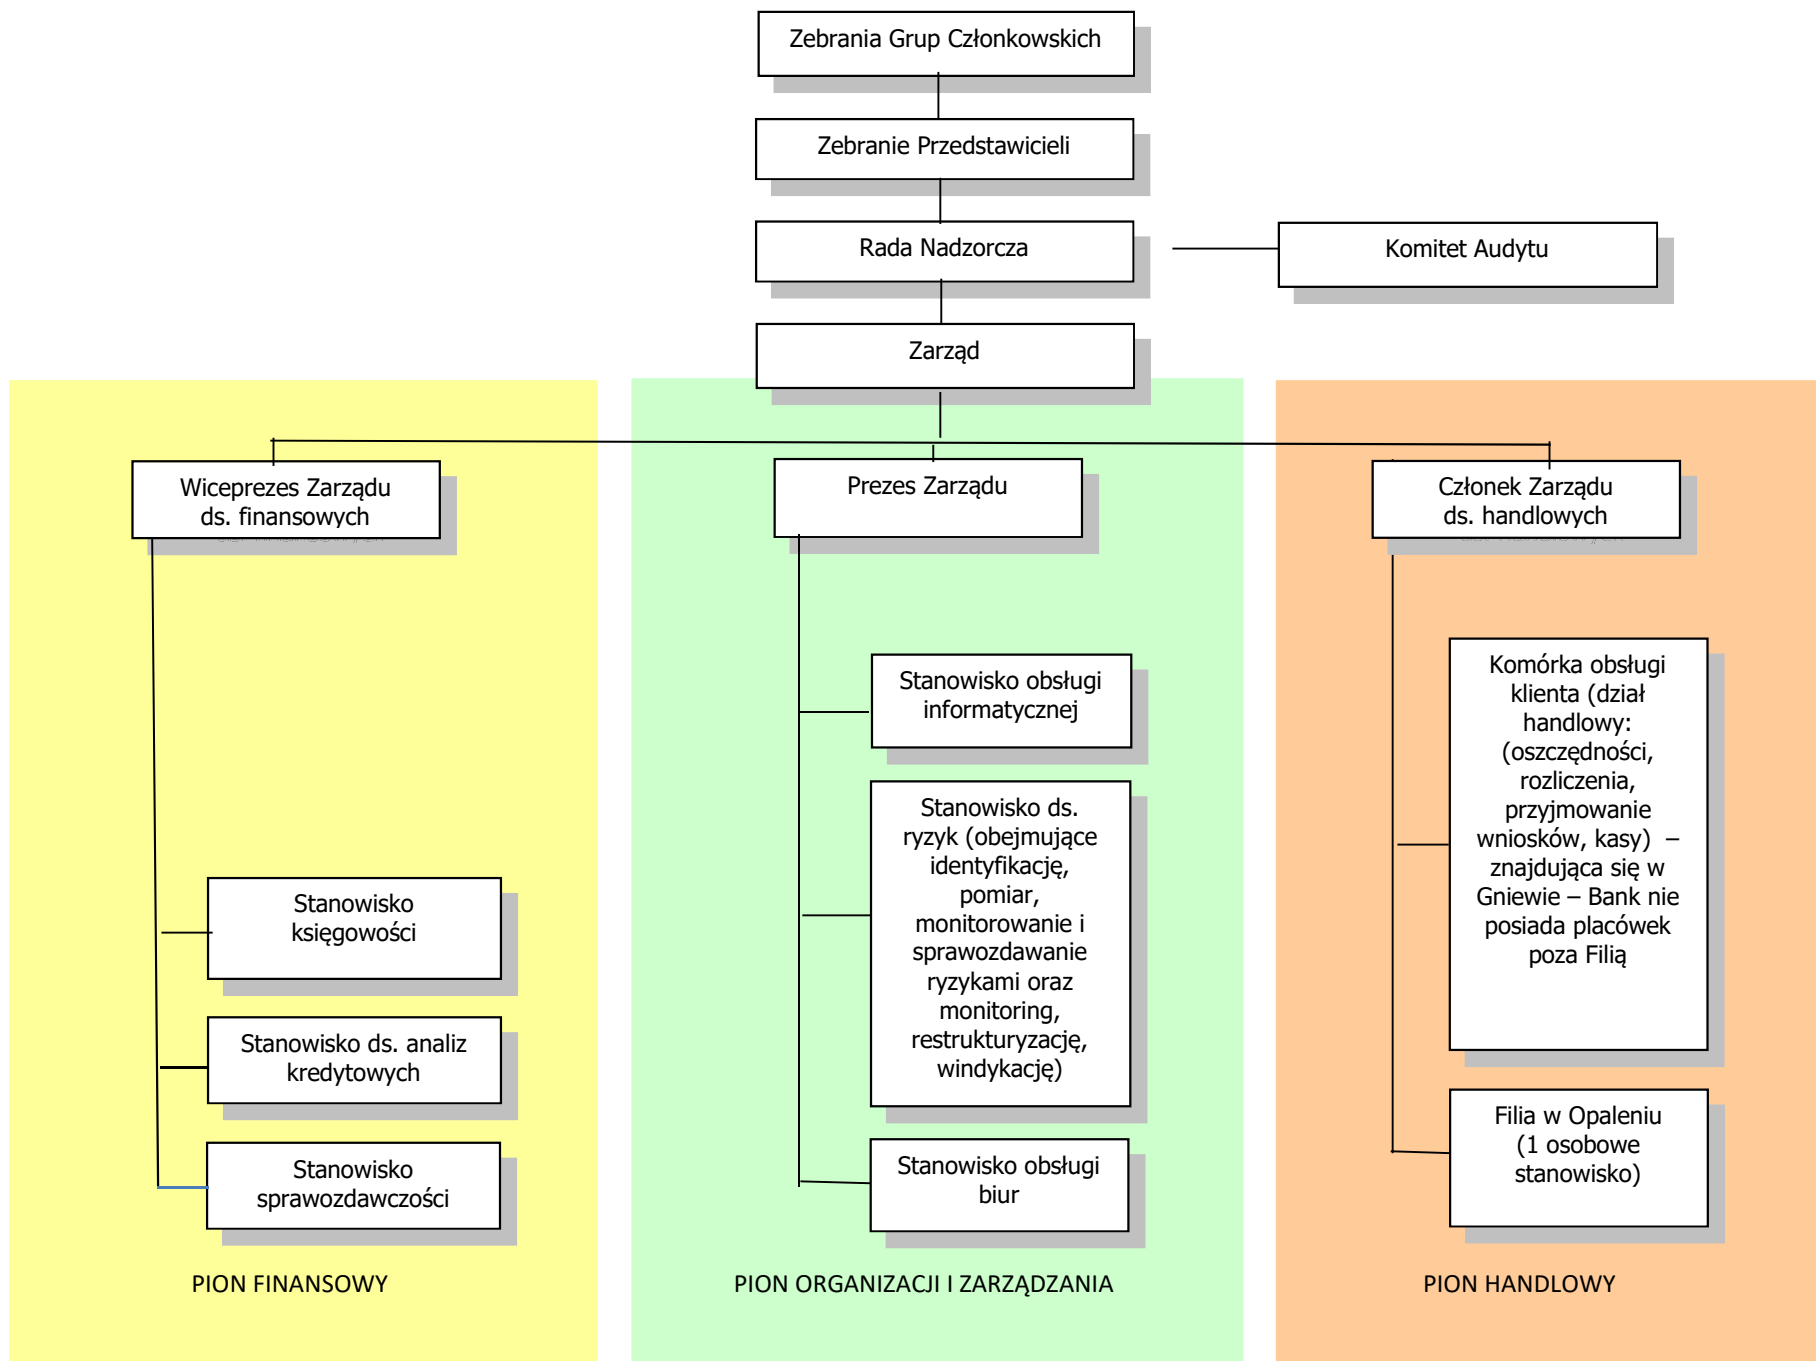 Zebrania Grup Członkowskich
Zebranie Przedstawicieli
Rada Nadzorcza
Komitet Audytu
Zarząd
Wiceprezes Zarządu
ds. finansowych
Prezes Zarządu
Członek Zarządu
ds. handlowych
Stanowisko
księgowości
Stanowisko ds. analiz
kredytowych
Stanowisko
sprawozdawczości
PION FINANSOWY
Stanowisko obsługi
informatycznej
Stanowisko ds.
ryzyk (obejmujące
identyfikację,
pomiar,
monitorowanie i
sprawozdawanie
ryzykami oraz
monitoring,
restrukturyzację,
windykację)
Stanowisko obsługi
biur
PION ORGANIZACJI I ZARZĄDZANIA
Komórka obsługi
klienta (dział
handlowy:
(oszczędności,
rozliczenia,
przyjmowanie
wniosków, kasy)  –
znajdująca się w
Gniewie – Bank nie
posiada placówek
poza Filią
Filia w Opaleniu
(1 osobowe
stanowisko)
PION HANDLOWY